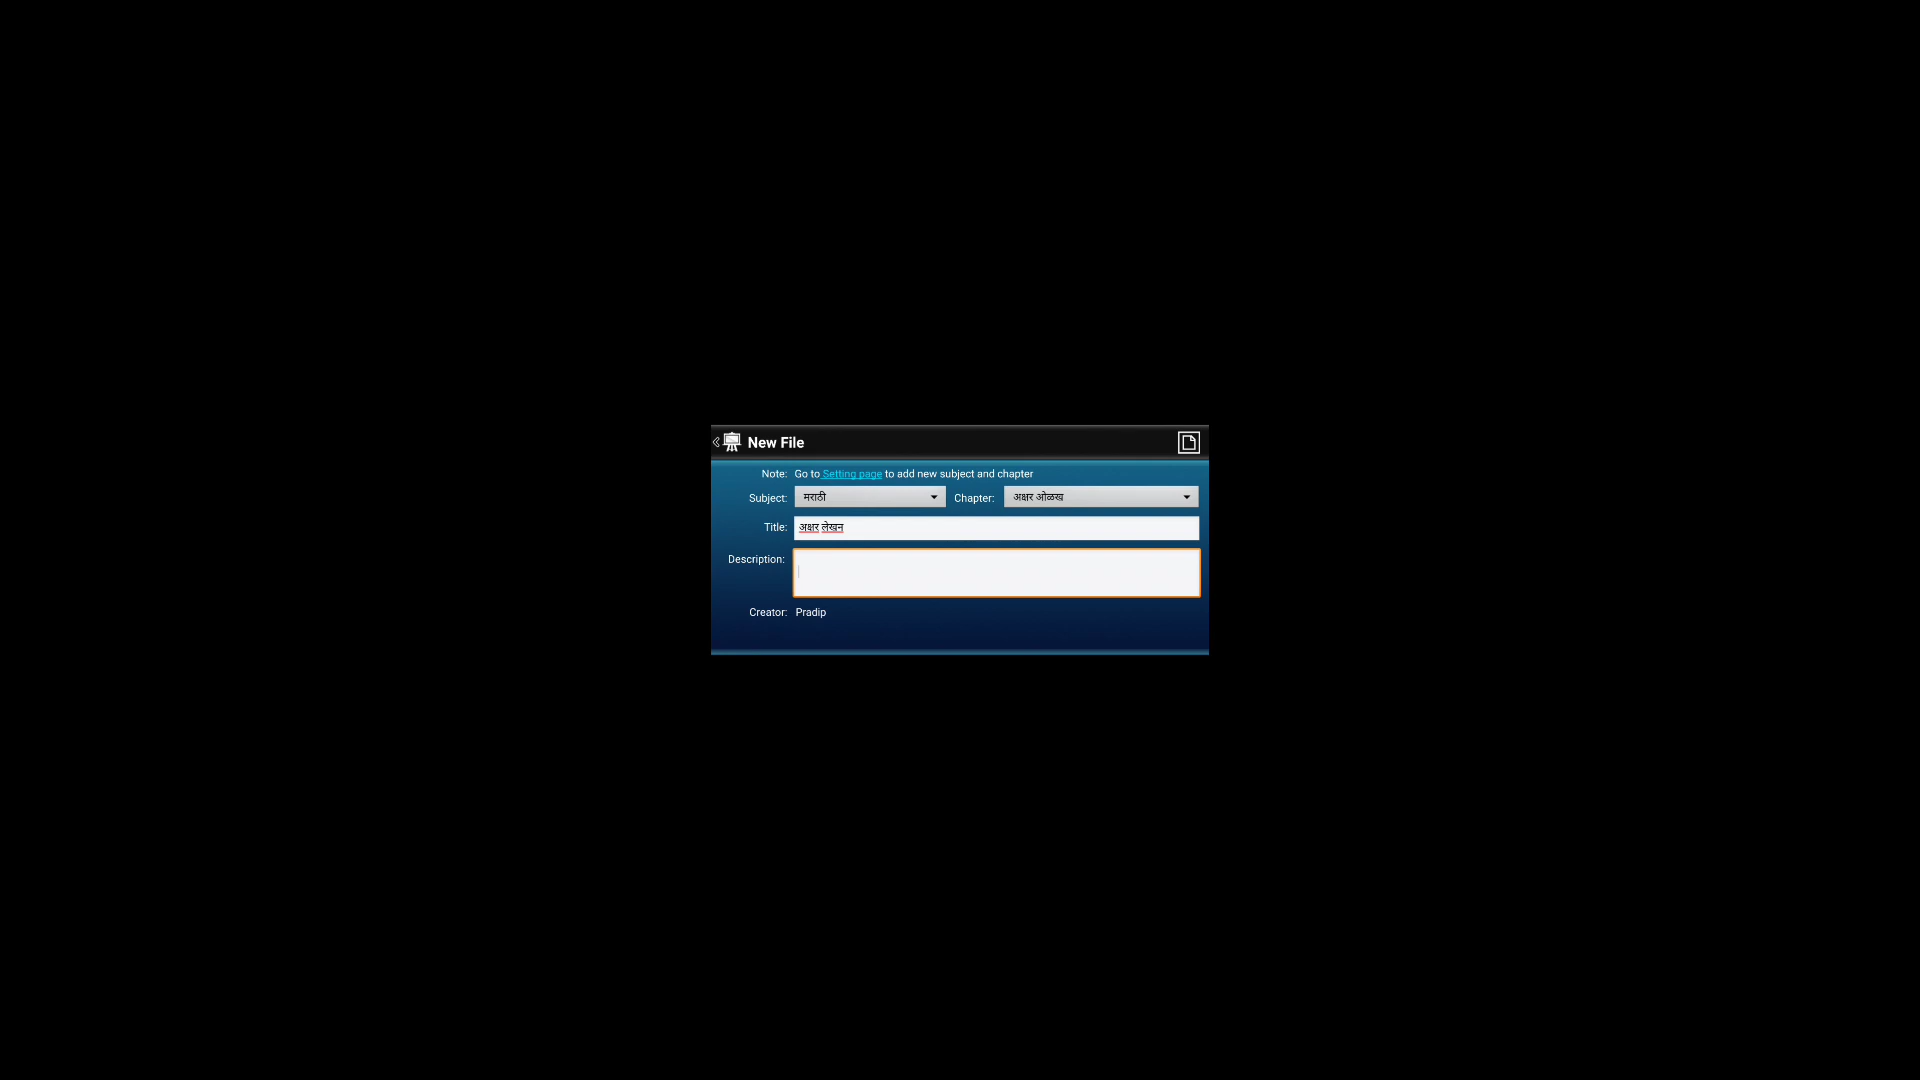 New File
Note: Go to Setting page to add new subject and chapter
Subject: मराठी Chapter: अक्षर ओळख
Title: अक्षर लेखन
Description:
Creator: Pradip